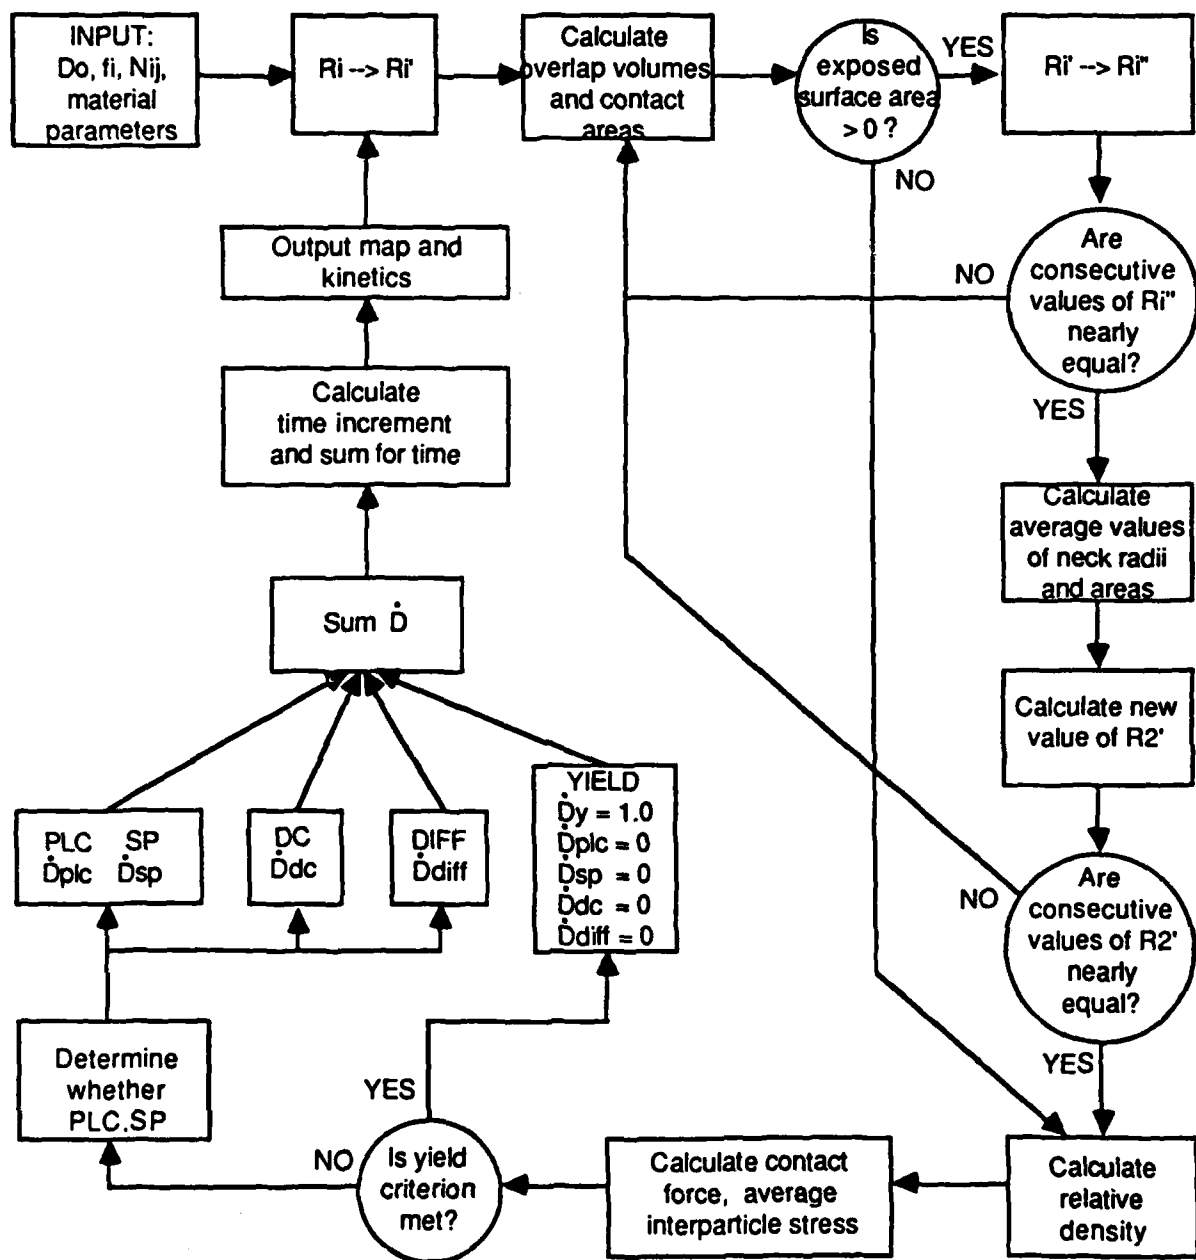 INPUT:
Do, fi, Nij,
material
parameters
Ri --> Ri'
Calculate
overlap volumes
and contact
areas
Is
exposed
surface area
> 0 ?
YES
NO
Ri' --> Ri"
Are
consecutive
values of Ri"
nearly
equal?
NO
YES
Calculate
average values
of neck radii
and areas
Calculate new
value of R2'
Are
consecutive
values of R2'
nearly
equal?
NO
YES
Calculate
relative
density
Calculate contact
force, average
interparticle stress
Is yield
criterion
met?
YES
NO
Determine
whether
PLC.SP
PLC SP
Ḋplc Ḋsp
DC
Ḋdc
DIFF
Ḋdiff
YIELD
Ḋy = 1.0
Ḋplc = 0
Ḋsp = 0
Ḋdc = 0
Ḋdiff = 0
Sum Ḋ
Calculate
time increment
and sum for time
Output map and
kinetics